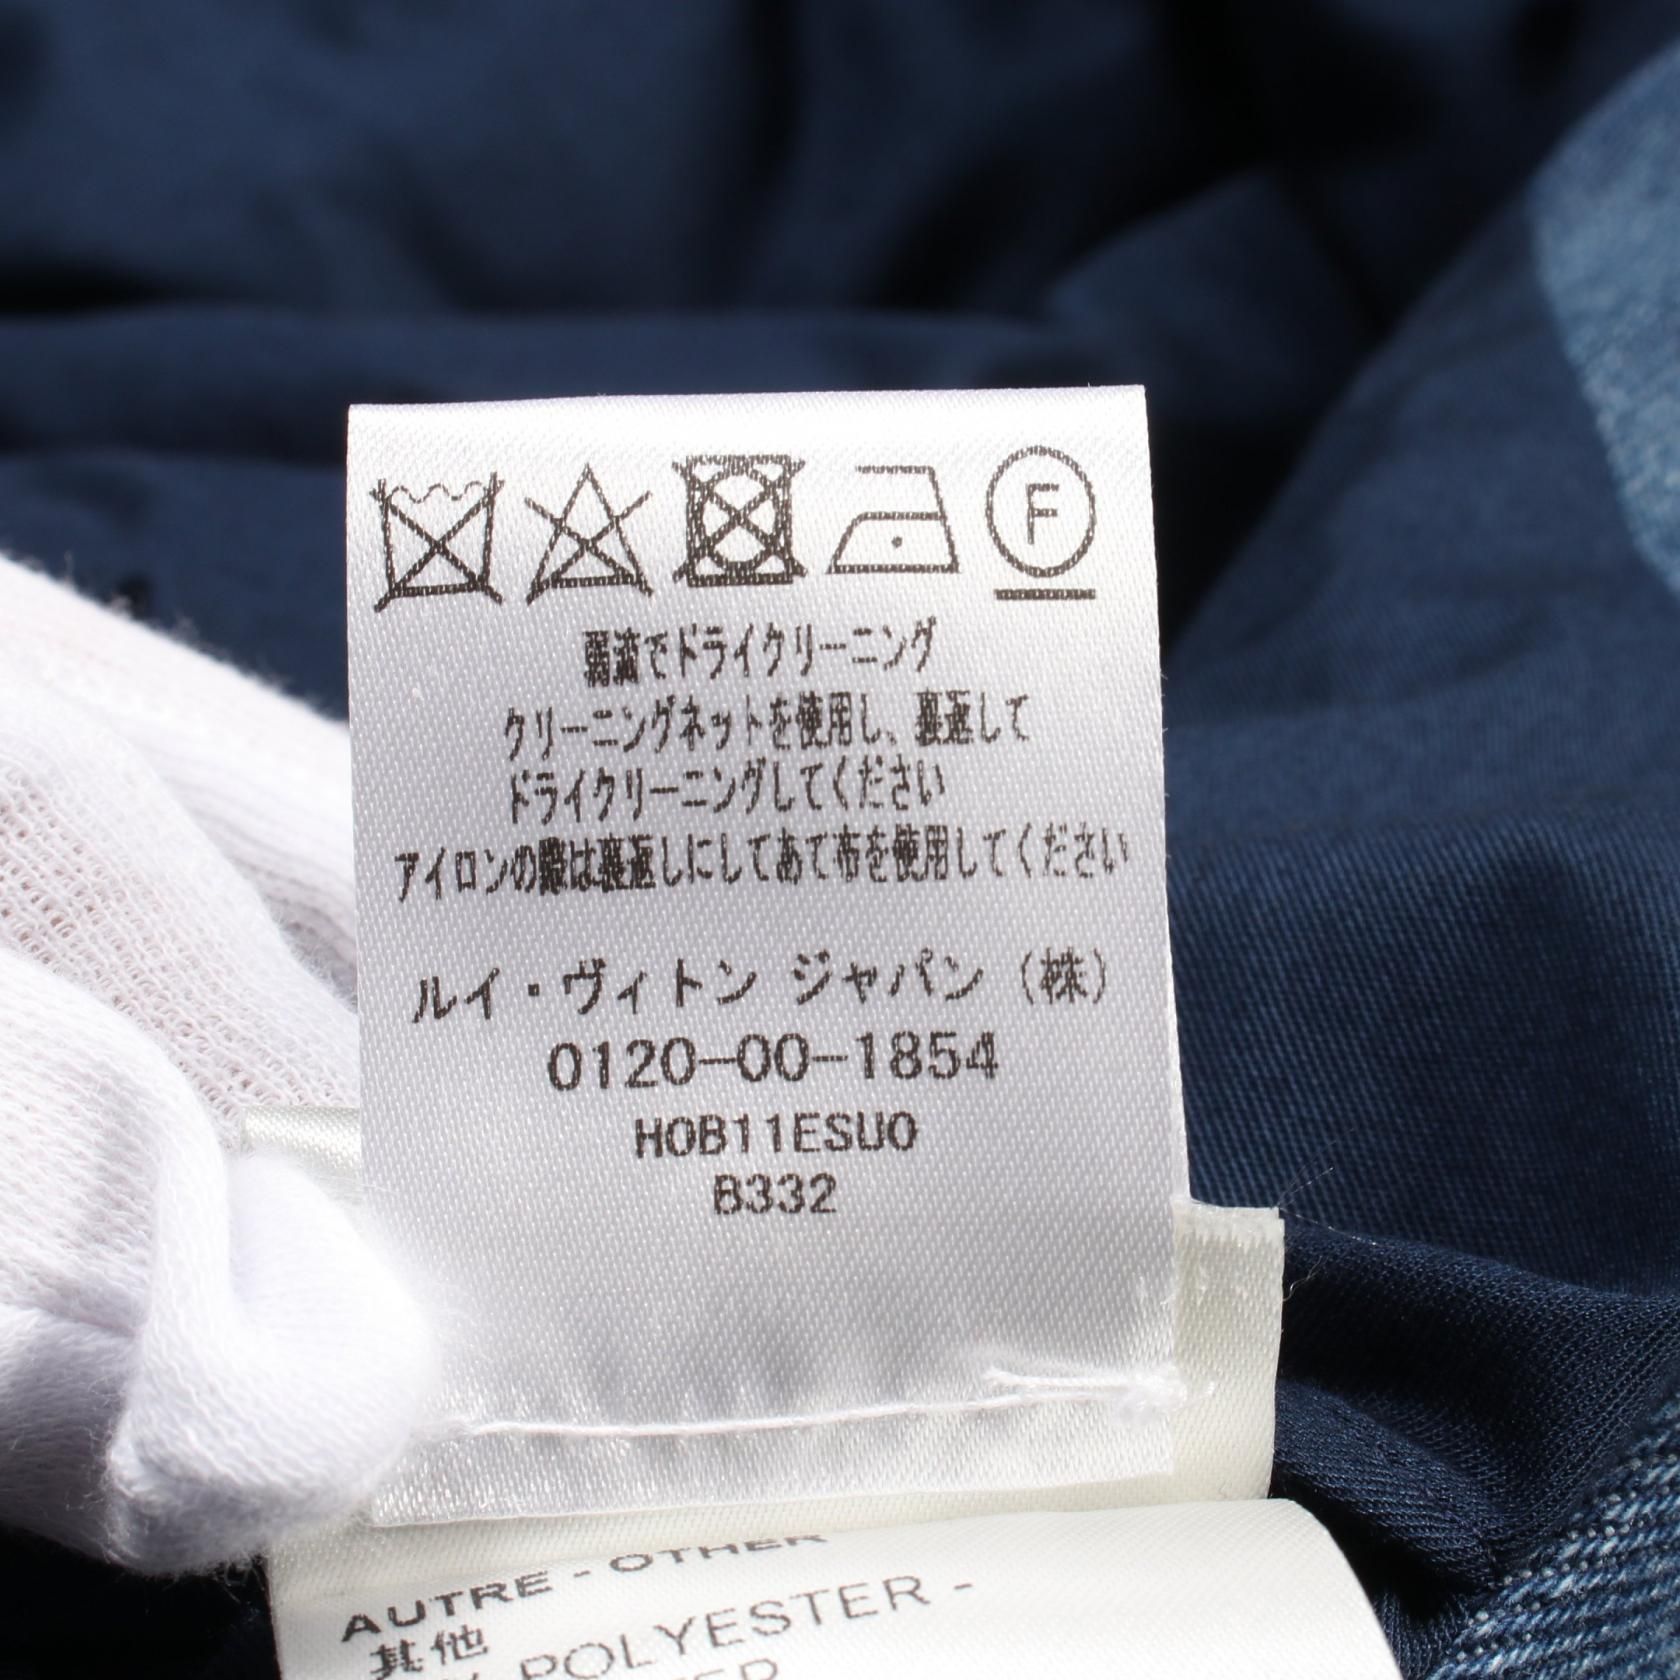 F
弱流でドライクリーニング
クリーニングネットを使用し、裏返して
ドライクリーニングしてください
アイロンの際は裏返しにしてあて布を使用してください
ルイ・ヴィトン ジャパン（株）
0120-00-1854
H0B11ESU0
B332
AUTRE - OTHER
其他
POLYESTER -